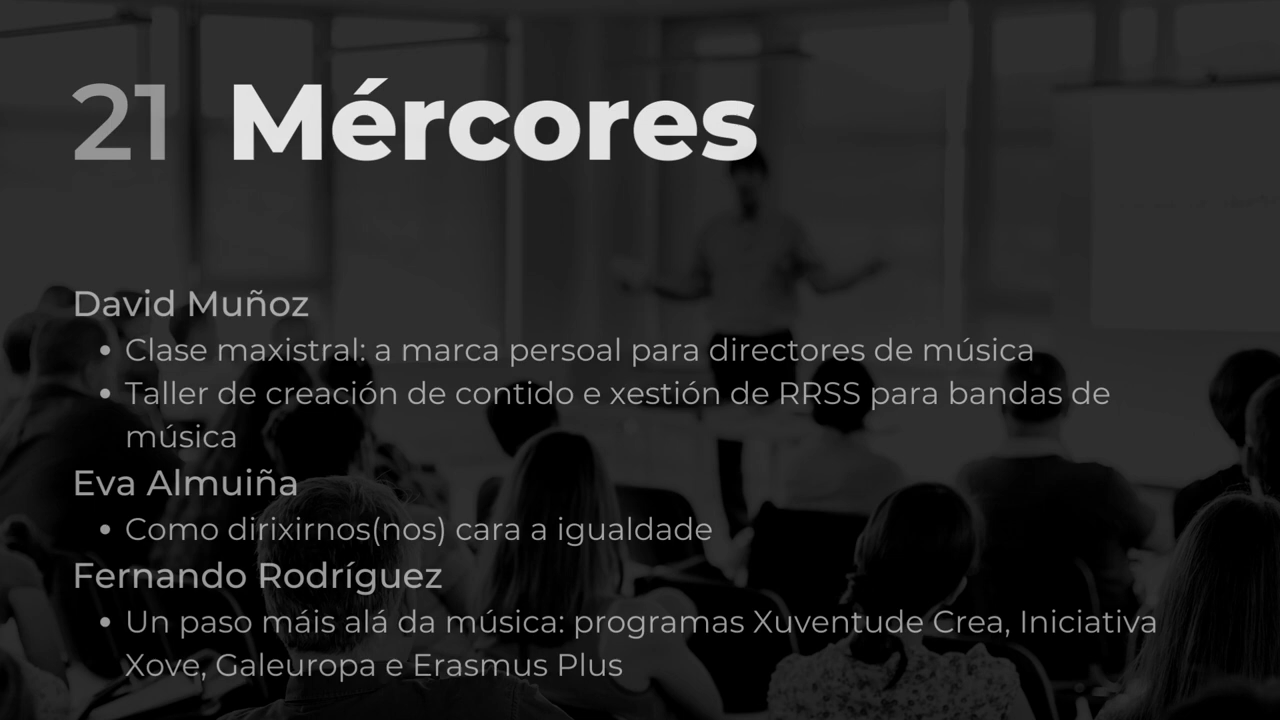 21 Mércores
David Muñoz
• Clase maxistral: a marca persoal para directores de música
• Taller de creación de contido e xestión de RRSS para bandas de
música
Eva Almuiña
• Como dirixirnos(nos) cara a igualdade
Fernando Rodríguez
• Un paso máis alá da música: programas Xuventude Crea, Iniciativa
Xove, Galeuropa e Erasmus Plus